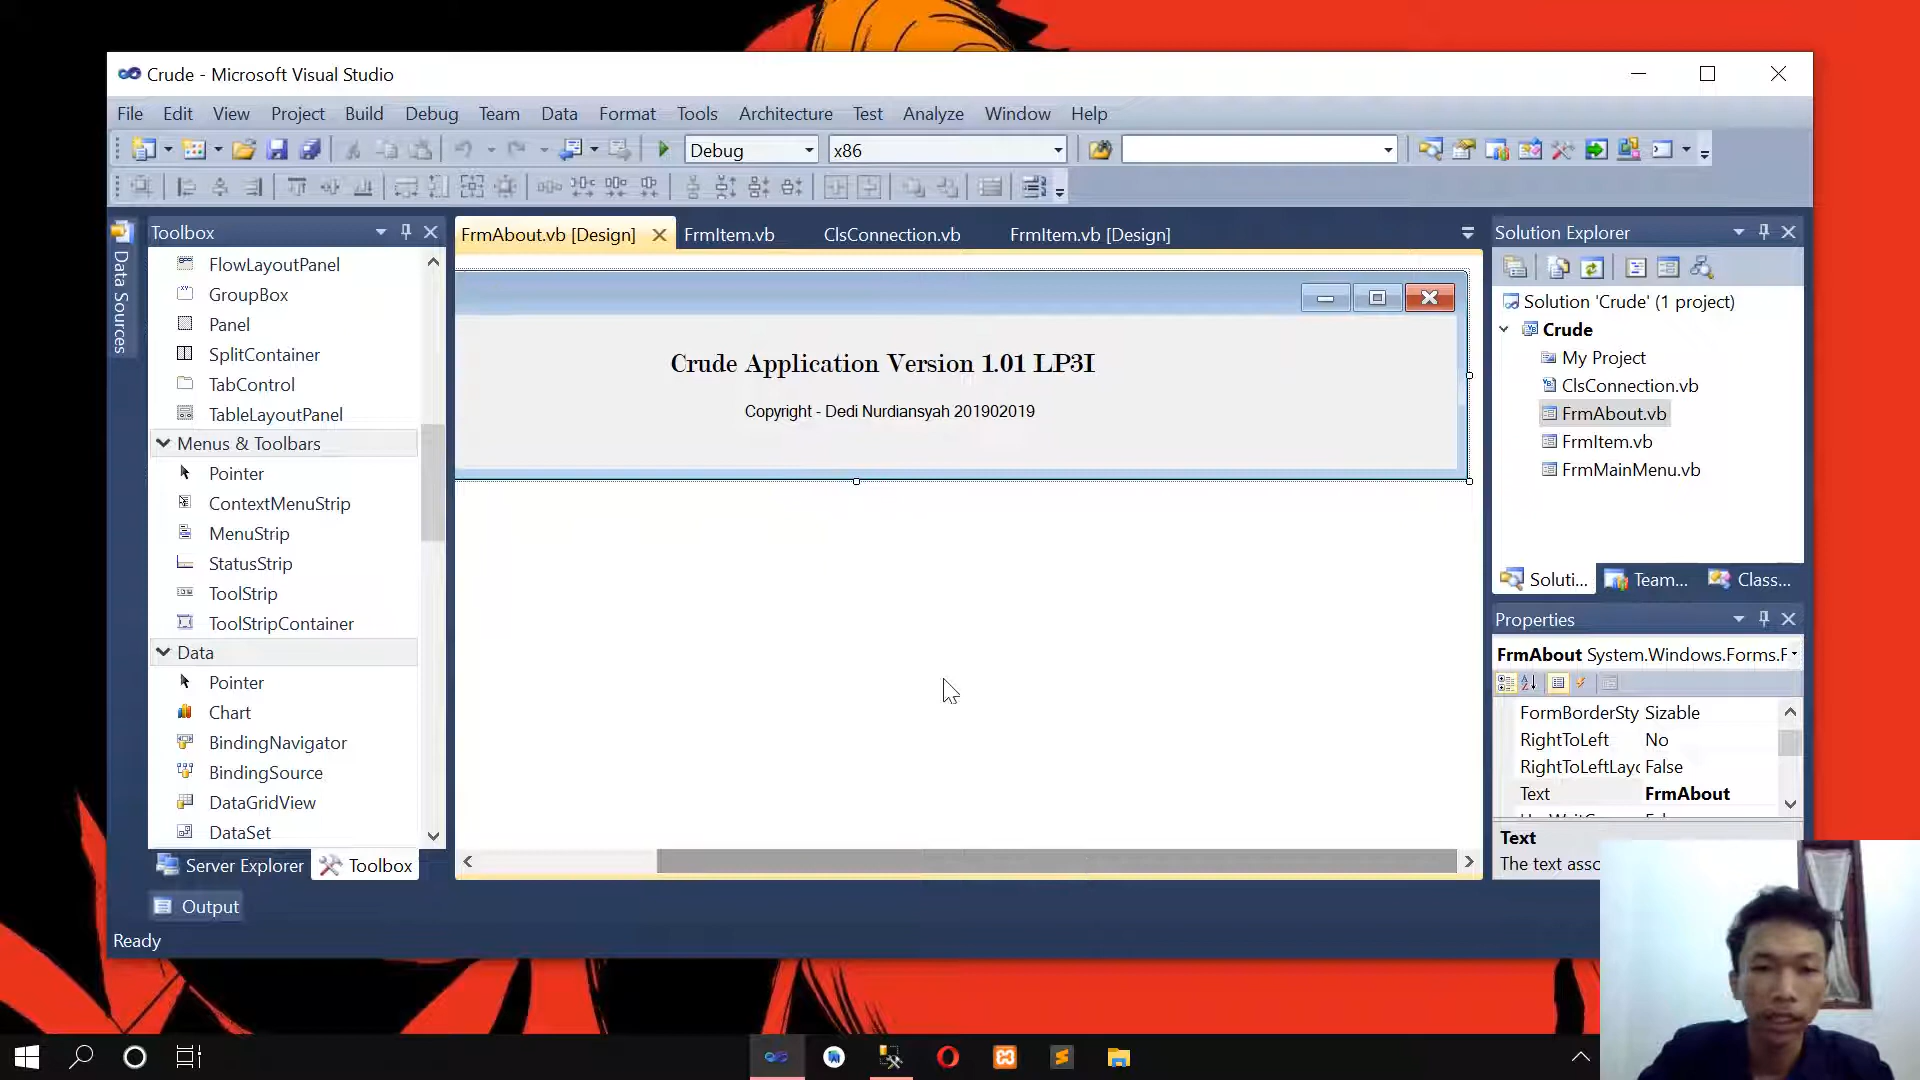 Crude - Microsoft Visual Studio
File Edit View Project Build Debug Team Data Format Tools Architecture Test Analyze Window Help
Debug x86
Data Sources
Toolbox
FlowLayoutPanel
GroupBox
Panel
SplitContainer
TabControl
TableLayoutPanel
Menus & Toolbars
Pointer
ContextMenuStrip
MenuStrip
StatusStrip
ToolStrip
ToolStripContainer
Data
Pointer
Chart
BindingNavigator
BindingSource
DataGridView
DataSet
Server Explorer Toolbox
Output
Ready
FrmAbout.vb [Design] FrmItem.vb ClsConnection.vb FrmItem.vb [Design]
Crude Application Version 1.01 LP3I
Copyright - Dedi Nurdiansyah 201902019
Solution Explorer
Solution 'Crude' (1 project)
Crude
My Project
ClsConnection.vb
FrmAbout.vb
FrmItem.vb
FrmMainMenu.vb
Soluti... Team... Class...
Properties
FrmAbout System.Windows.Forms.F
FormBorderSty Sizable
RightToLeft No
RightToLeftLayo False
Text FrmAbout
Text
The text asso